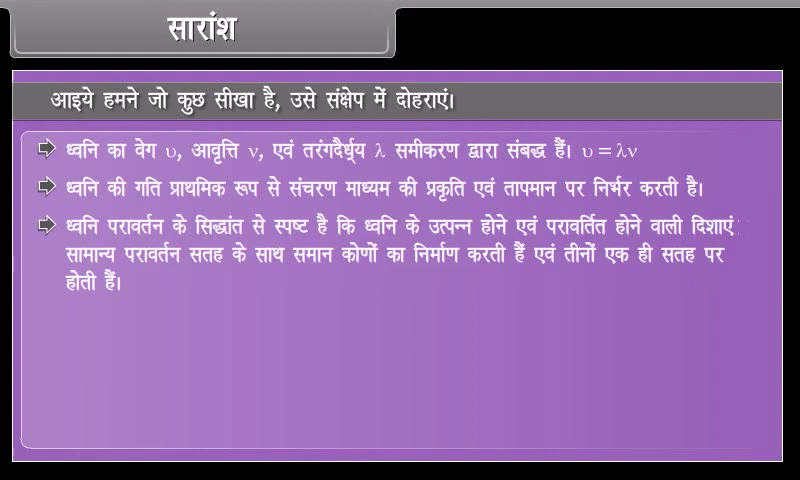 सारांश
आइये हमने जो कुछ सीखा है, उसे संक्षेप में दोहराएं।
ध्वनि का वेग υ, आवृत्ति ν, एवं तरंगदैर्ध्य λ समीकरण द्वारा संबद्ध हैं। υ = λν
ध्वनि की गति प्राथमिक रूप से संचरण माध्यम की प्रकृति एवं तापमान पर निर्भर करती है।
ध्वनि परावर्तन के सिद्धांत से स्पष्ट है कि ध्वनि के उत्पन्न होने एवं परावर्तित होने वाली दिशाएं
सामान्य परावर्तन सतह के साथ समान कोणों का निर्माण करती हैं एवं तीनों एक ही सतह पर
होती हैं।